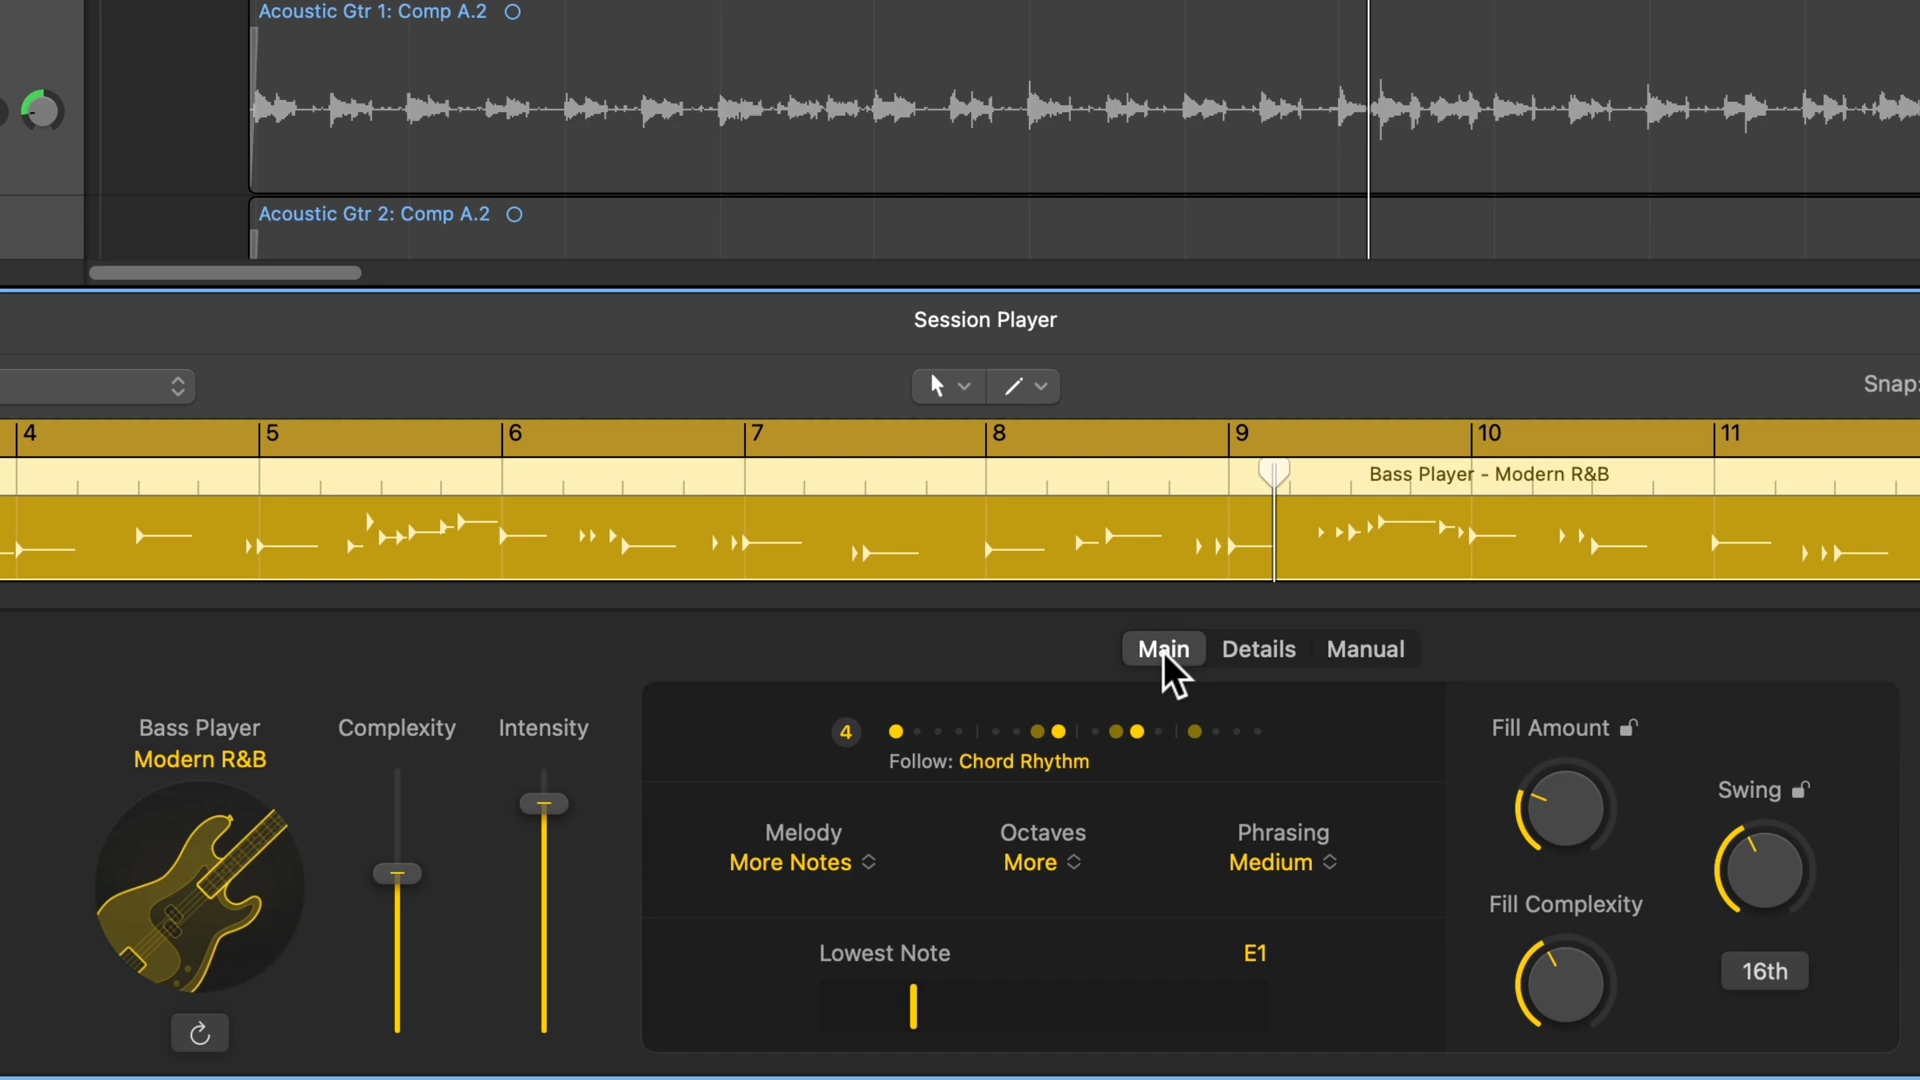 Acoustic Gtr 1: Comp A.2
Acoustic Gtr 2: Comp A.2
Session Player
Snap:
4 5 6 7 8 9 10 11
Bass Player - Modern R&B
Main Details Manual
Bass Player
Modern R&B
Complexity
Intensity
4
Follow: Chord Rhythm
Melody
More Notes
Octaves
More
Phrasing
Medium
Lowest Note
E1
Fill Amount
Fill Complexity
Swing
16th